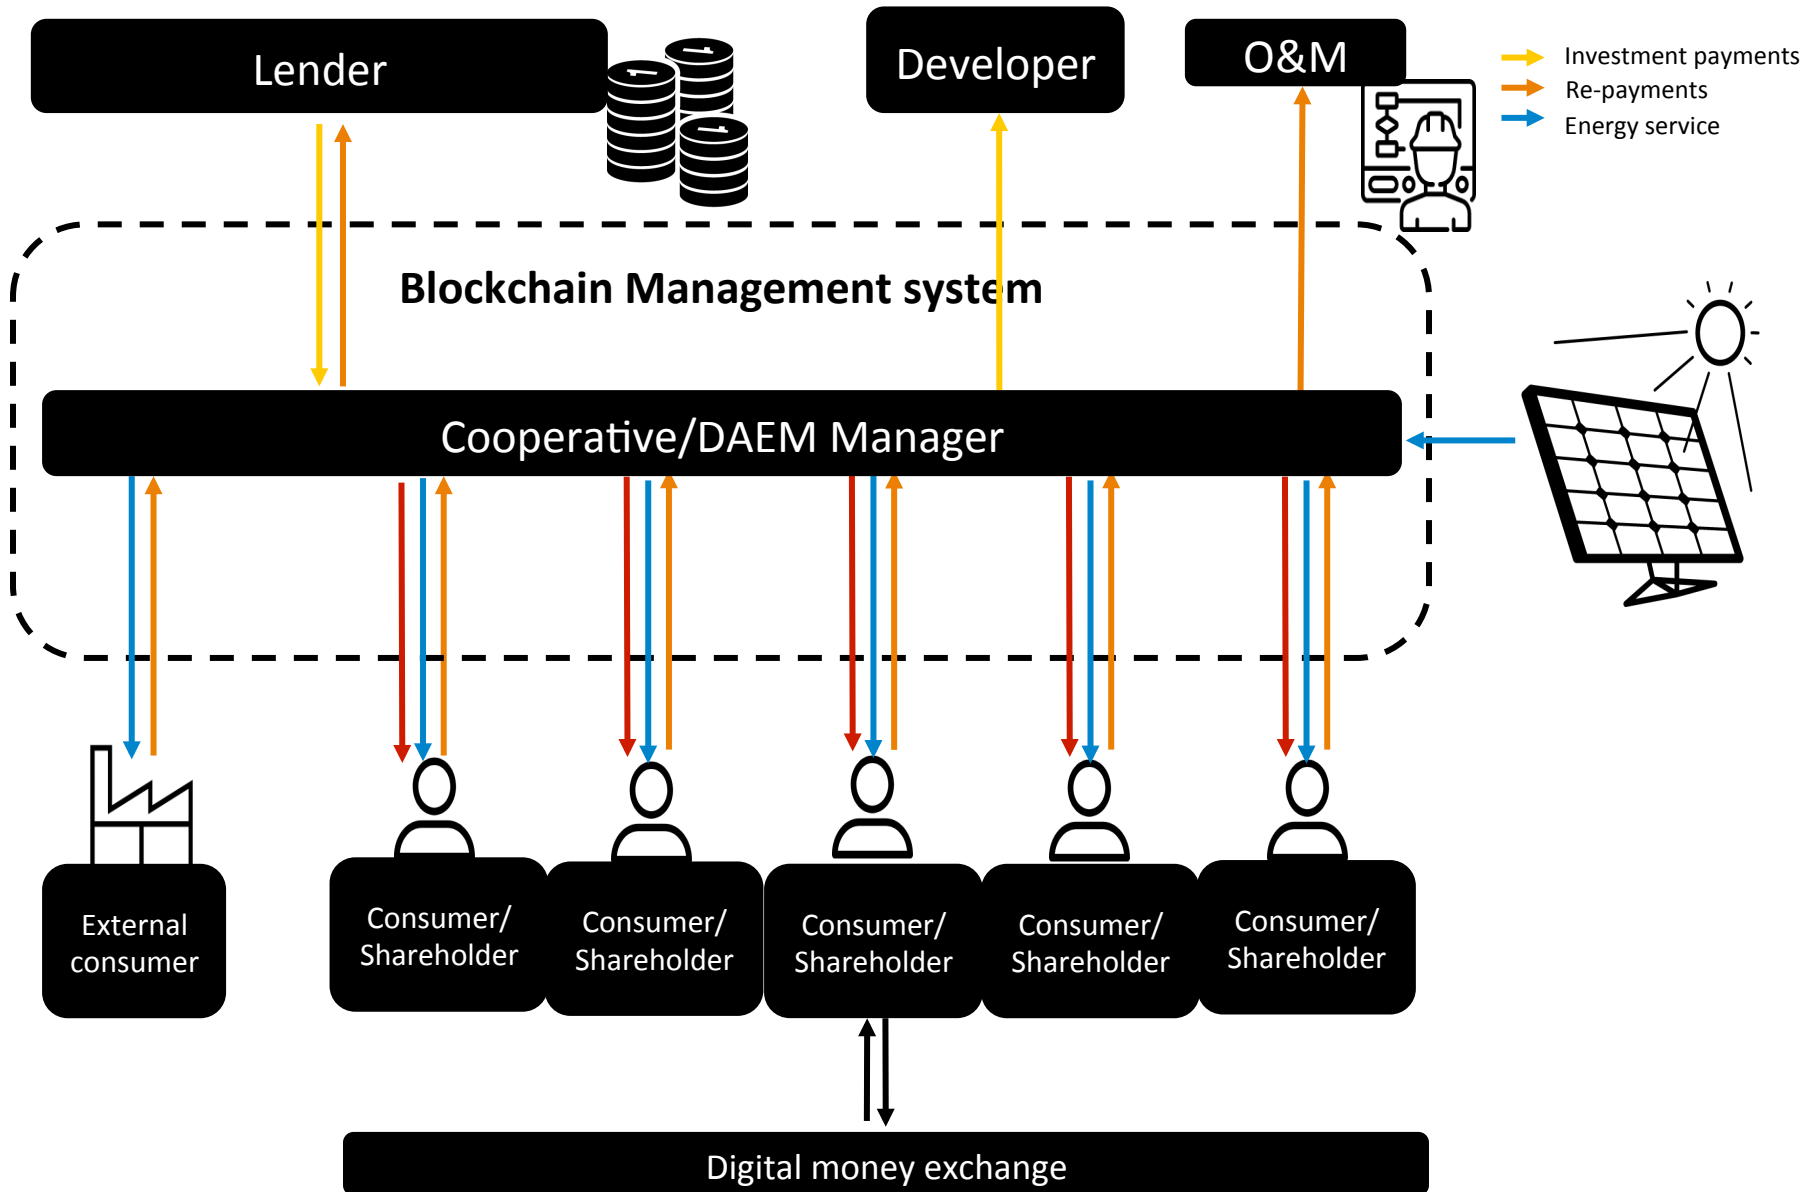 Lender
Developer
O&M
Investment payments
Re-payments
Energy service
Blockchain Management system
Cooperative/DAEM Manager
External
consumer
Consumer/
Shareholder
Consumer/
Shareholder
Consumer/
Shareholder
Consumer/
Shareholder
Consumer/
Shareholder
Digital money exchange